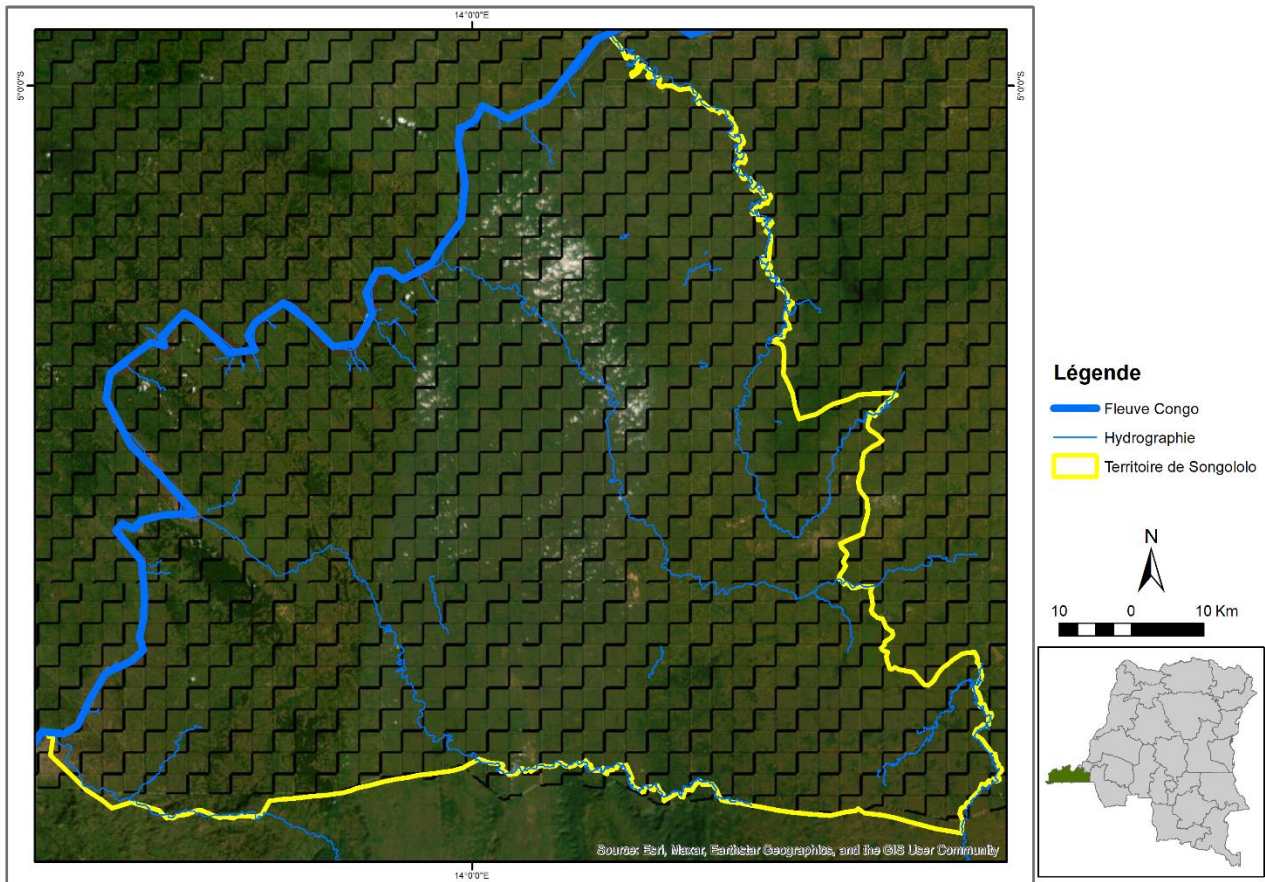 14°0'0"E
5°0'0"S
5°0'0"S
Légende
Fleuve Congo
Hydrographie
Territoire de Songololo
N
10 0 10 Km
Source: Esri, Maxar, Earthstar Geographics, and the GIS User Community
14°0'0"E